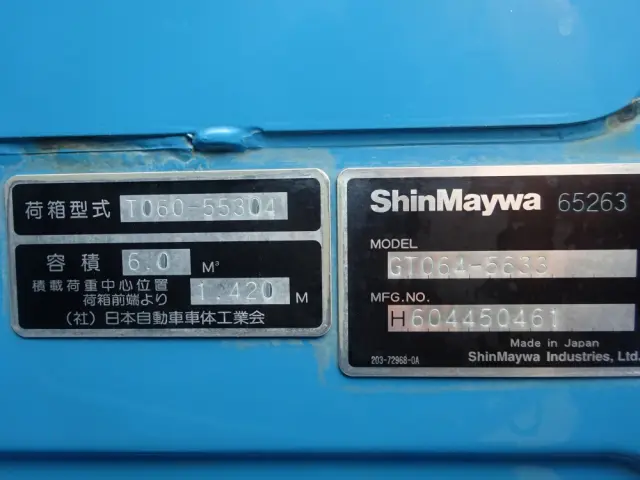 荷箱型式 T060-55304
容積 6.0 M³
積載荷重中心位置
荷箱前端より 1.420 M
(社)日本自動車車体工業会
ShinMaywa 65263
MODEL
GT064-5633
MFG.NO.
H604450461
Made in Japan
203-72968-0A ShinMaywa Industries, Ltd.